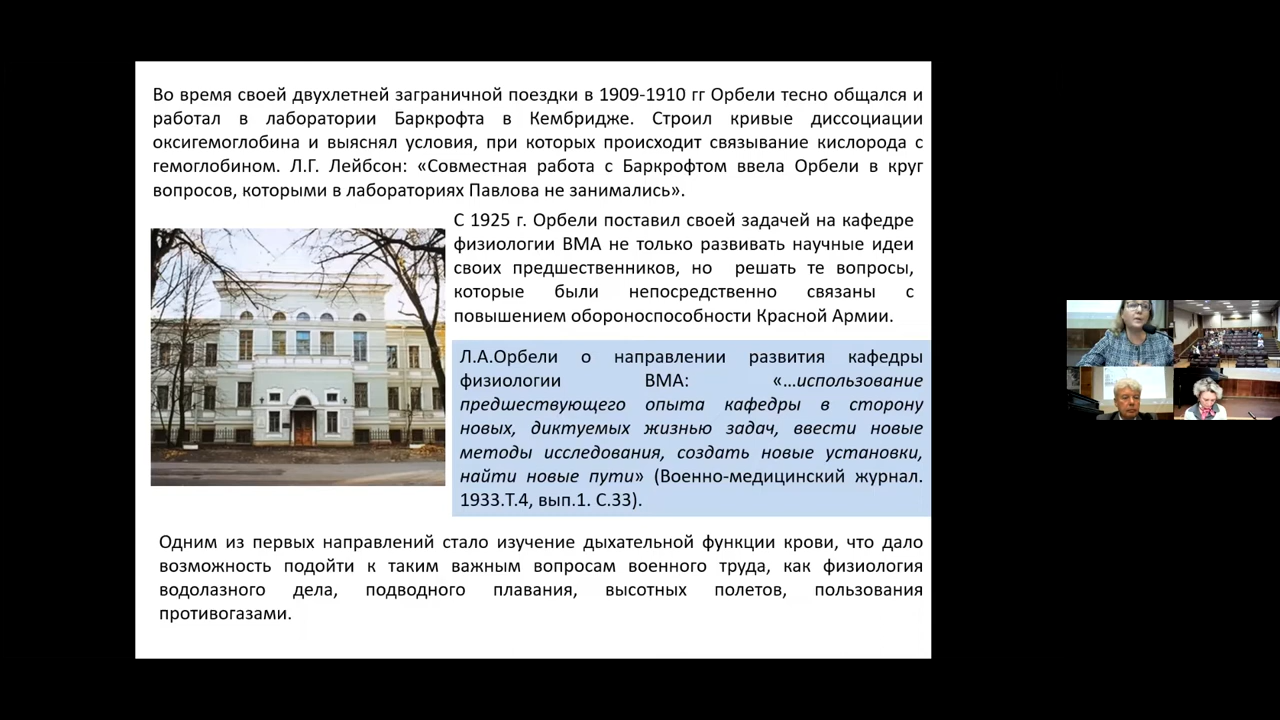 Во время своей двухлетней заграничной поездки в 1909-1910 гг Орбели тесно общался и
работал в лаборатории Баркрофта в Кембридже. Строил кривые диссоциации
оксигемоглобина и выяснял условия, при которых происходит связывание кислорода с
гемоглобином. Л.Г. Лейбсон: «Совместная работа с Баркрофтом ввела Орбели в круг
вопросов, которыми в лабораториях Павлова не занимались».
С 1925 г. Орбели поставил своей задачей на кафедре
физиологии ВМА не только развивать научные идеи
своих предшественников, но решать те вопросы,
которые были непосредственно связаны с
повышением обороноспособности Красной Армии.
Л.А.Орбели о направлении развития кафедры
физиологии ВМА: «…использование
предшествующего опыта кафедры в сторону
новых, диктуемых жизнью задач, ввести новые
методы исследования, создать новые установки,
найти новые пути» (Военно-медицинский журнал.
1933.Т.4, вып.1. С.33).
Одним из первых направлений стало изучение дыхательной функции крови, что дало
возможность подойти к таким важным вопросам военного труда, как физиология
водолазного дела, подводного плавания, высотных полетов, пользования
противогазами.